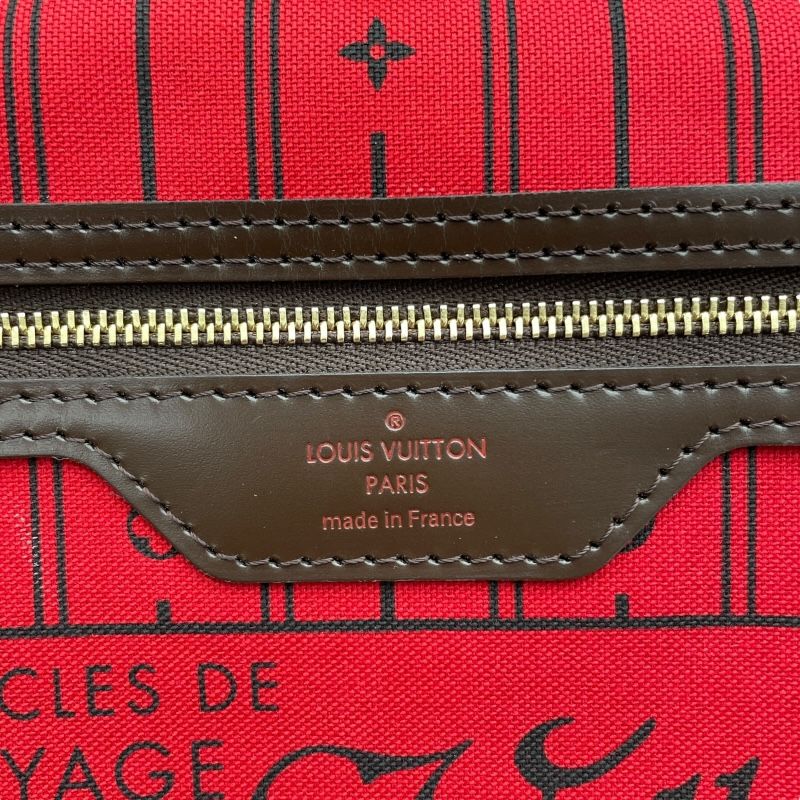 ®
LOUIS VUITTON
PARIS
made in France
CLES DE
YAGE